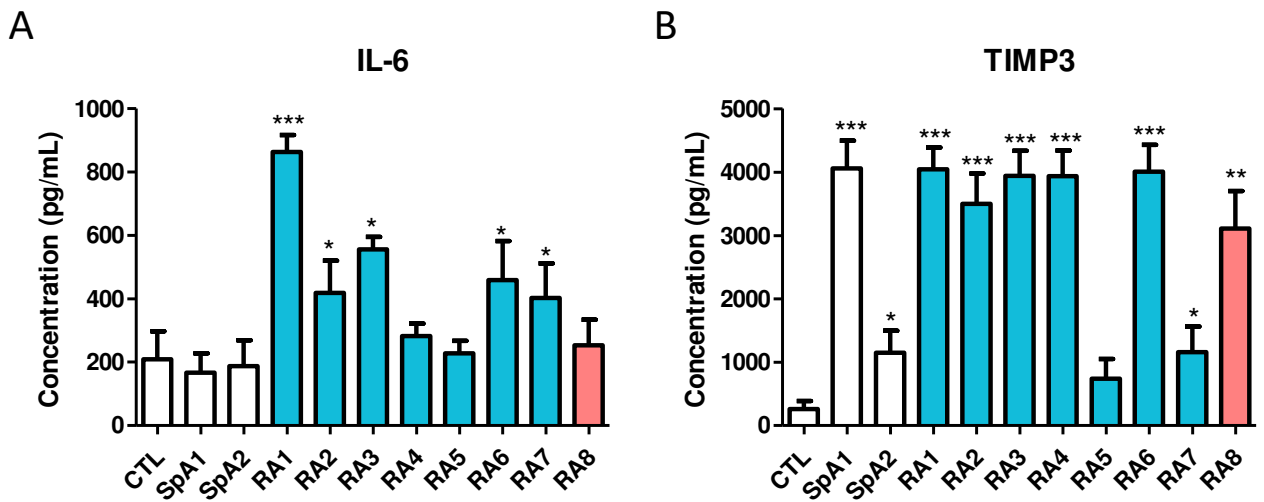 A
IL-6
Concentration (pg/mL)
1000
800
600
400
200
0
***
*
*
*
*
CTL
SpA1
SpA2
RA1
RA2
RA3
RA4
RA5
RA6
RA7
RA8
B
TIMP3
Concentration (pg/mL)
5000
4000
3000
2000
1000
0
***
*
***
***
***
***
***
*
**
CTL
SpA1
SpA2
RA1
RA2
RA3
RA4
RA5
RA6
RA7
RA8